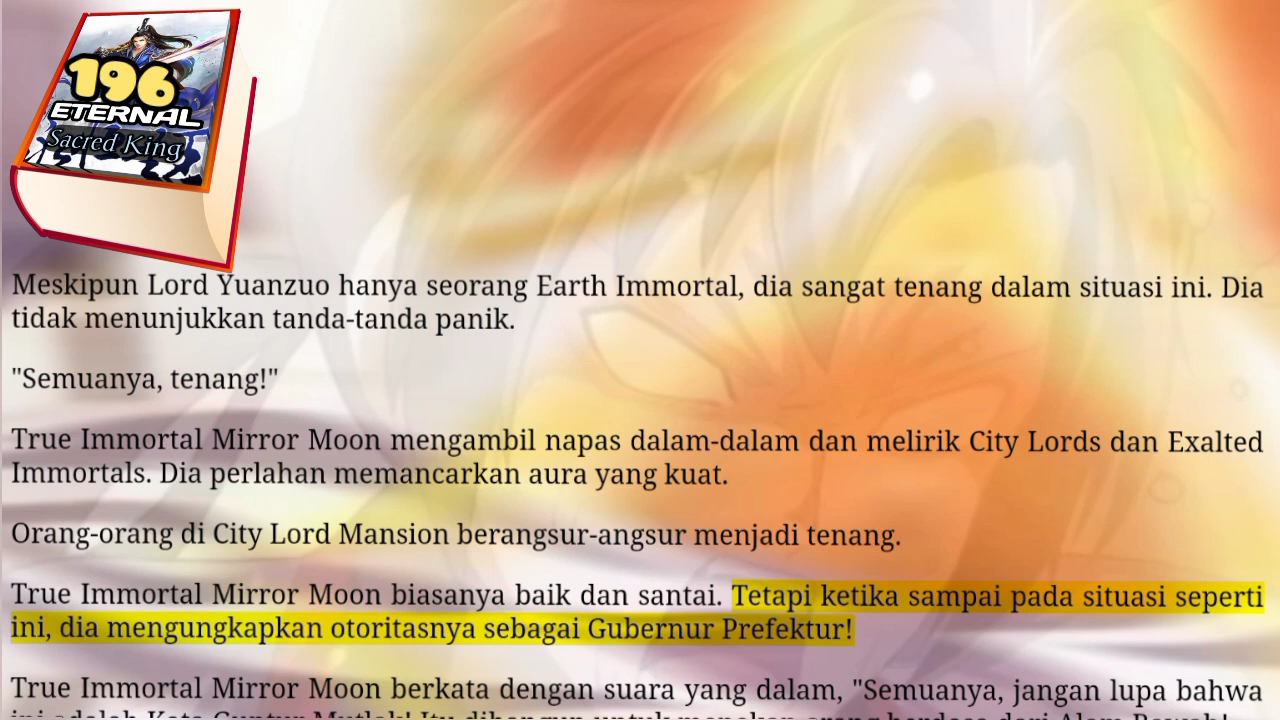 196
ETERNAL
Sacred King
Meskipun Lord Yuanzuo hanya seorang Earth Immortal, dia sangat tenang dalam situasi ini. Dia
tidak menunjukkan tanda-tanda panik.
"Semuanya, tenang!"
True Immortal Mirror Moon mengambil napas dalam-dalam dan melirik City Lords dan Exalted
Immortals. Dia perlahan memancarkan aura yang kuat.
Orang-orang di City Lord Mansion berangsur-angsur menjadi tenang.
True Immortal Mirror Moon biasanya baik dan santai. Tetapi ketika sampai pada situasi seperti
ini, dia mengungkapkan otoritasnya sebagai Gubernur Prefektur!
True Immortal Mirror Moon berkata dengan suara yang dalam, "Semuanya, jangan lupa bahwa